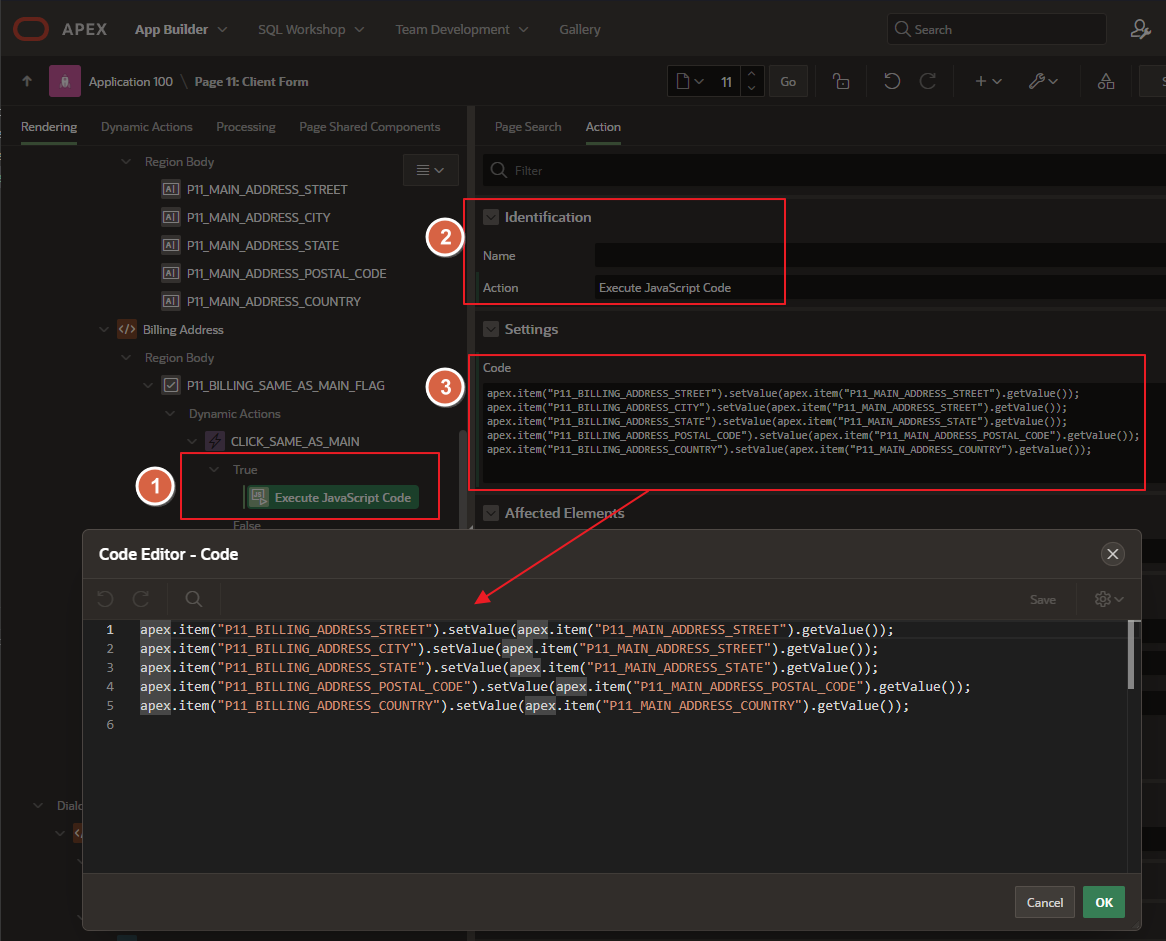 APEX App Builder SQL Workshop Team Development Gallery Search
Application 100 \ Page 11: Client Form 11 Go
Rendering Dynamic Actions Processing Page Shared Components
Page Search Action
Region Body
P11_MAIN_ADDRESS_STREET
P11_MAIN_ADDRESS_CITY
P11_MAIN_ADDRESS_STATE
P11_MAIN_ADDRESS_POSTAL_CODE
P11_MAIN_ADDRESS_COUNTRY
Billing Address
Region Body
P11_BILLING_SAME_AS_MAIN_FLAG
Dynamic Actions
CLICK_SAME_AS_MAIN
1
True
Execute JavaScript Code
False
Filter
2
Identification
Name
Action Execute JavaScript Code
Settings
3
Code
apex.item("P11_BILLING_ADDRESS_STREET").setValue(apex.item("P11_MAIN_ADDRESS_STREET").getValue());
apex.item("P11_BILLING_ADDRESS_CITY").setValue(apex.item("P11_MAIN_ADDRESS_STREET").getValue());
apex.item("P11_BILLING_ADDRESS_STATE").setValue(apex.item("P11_MAIN_ADDRESS_STATE").getValue());
apex.item("P11_BILLING_ADDRESS_POSTAL_CODE").setValue(apex.item("P11_MAIN_ADDRESS_POSTAL_CODE").getValue());
apex.item("P11_BILLING_ADDRESS_COUNTRY").setValue(apex.item("P11_MAIN_ADDRESS_COUNTRY").getValue());
Affected Elements
Code Editor - Code
Save
1 apex.item("P11_BILLING_ADDRESS_STREET").setValue(apex.item("P11_MAIN_ADDRESS_STREET").getValue());
2 apex.item("P11_BILLING_ADDRESS_CITY").setValue(apex.item("P11_MAIN_ADDRESS_STREET").getValue());
3 apex.item("P11_BILLING_ADDRESS_STATE").setValue(apex.item("P11_MAIN_ADDRESS_STATE").getValue());
4 apex.item("P11_BILLING_ADDRESS_POSTAL_CODE").setValue(apex.item("P11_MAIN_ADDRESS_POSTAL_CODE").getValue());
5 apex.item("P11_BILLING_ADDRESS_COUNTRY").setValue(apex.item("P11_MAIN_ADDRESS_COUNTRY").getValue());
6
Cancel OK